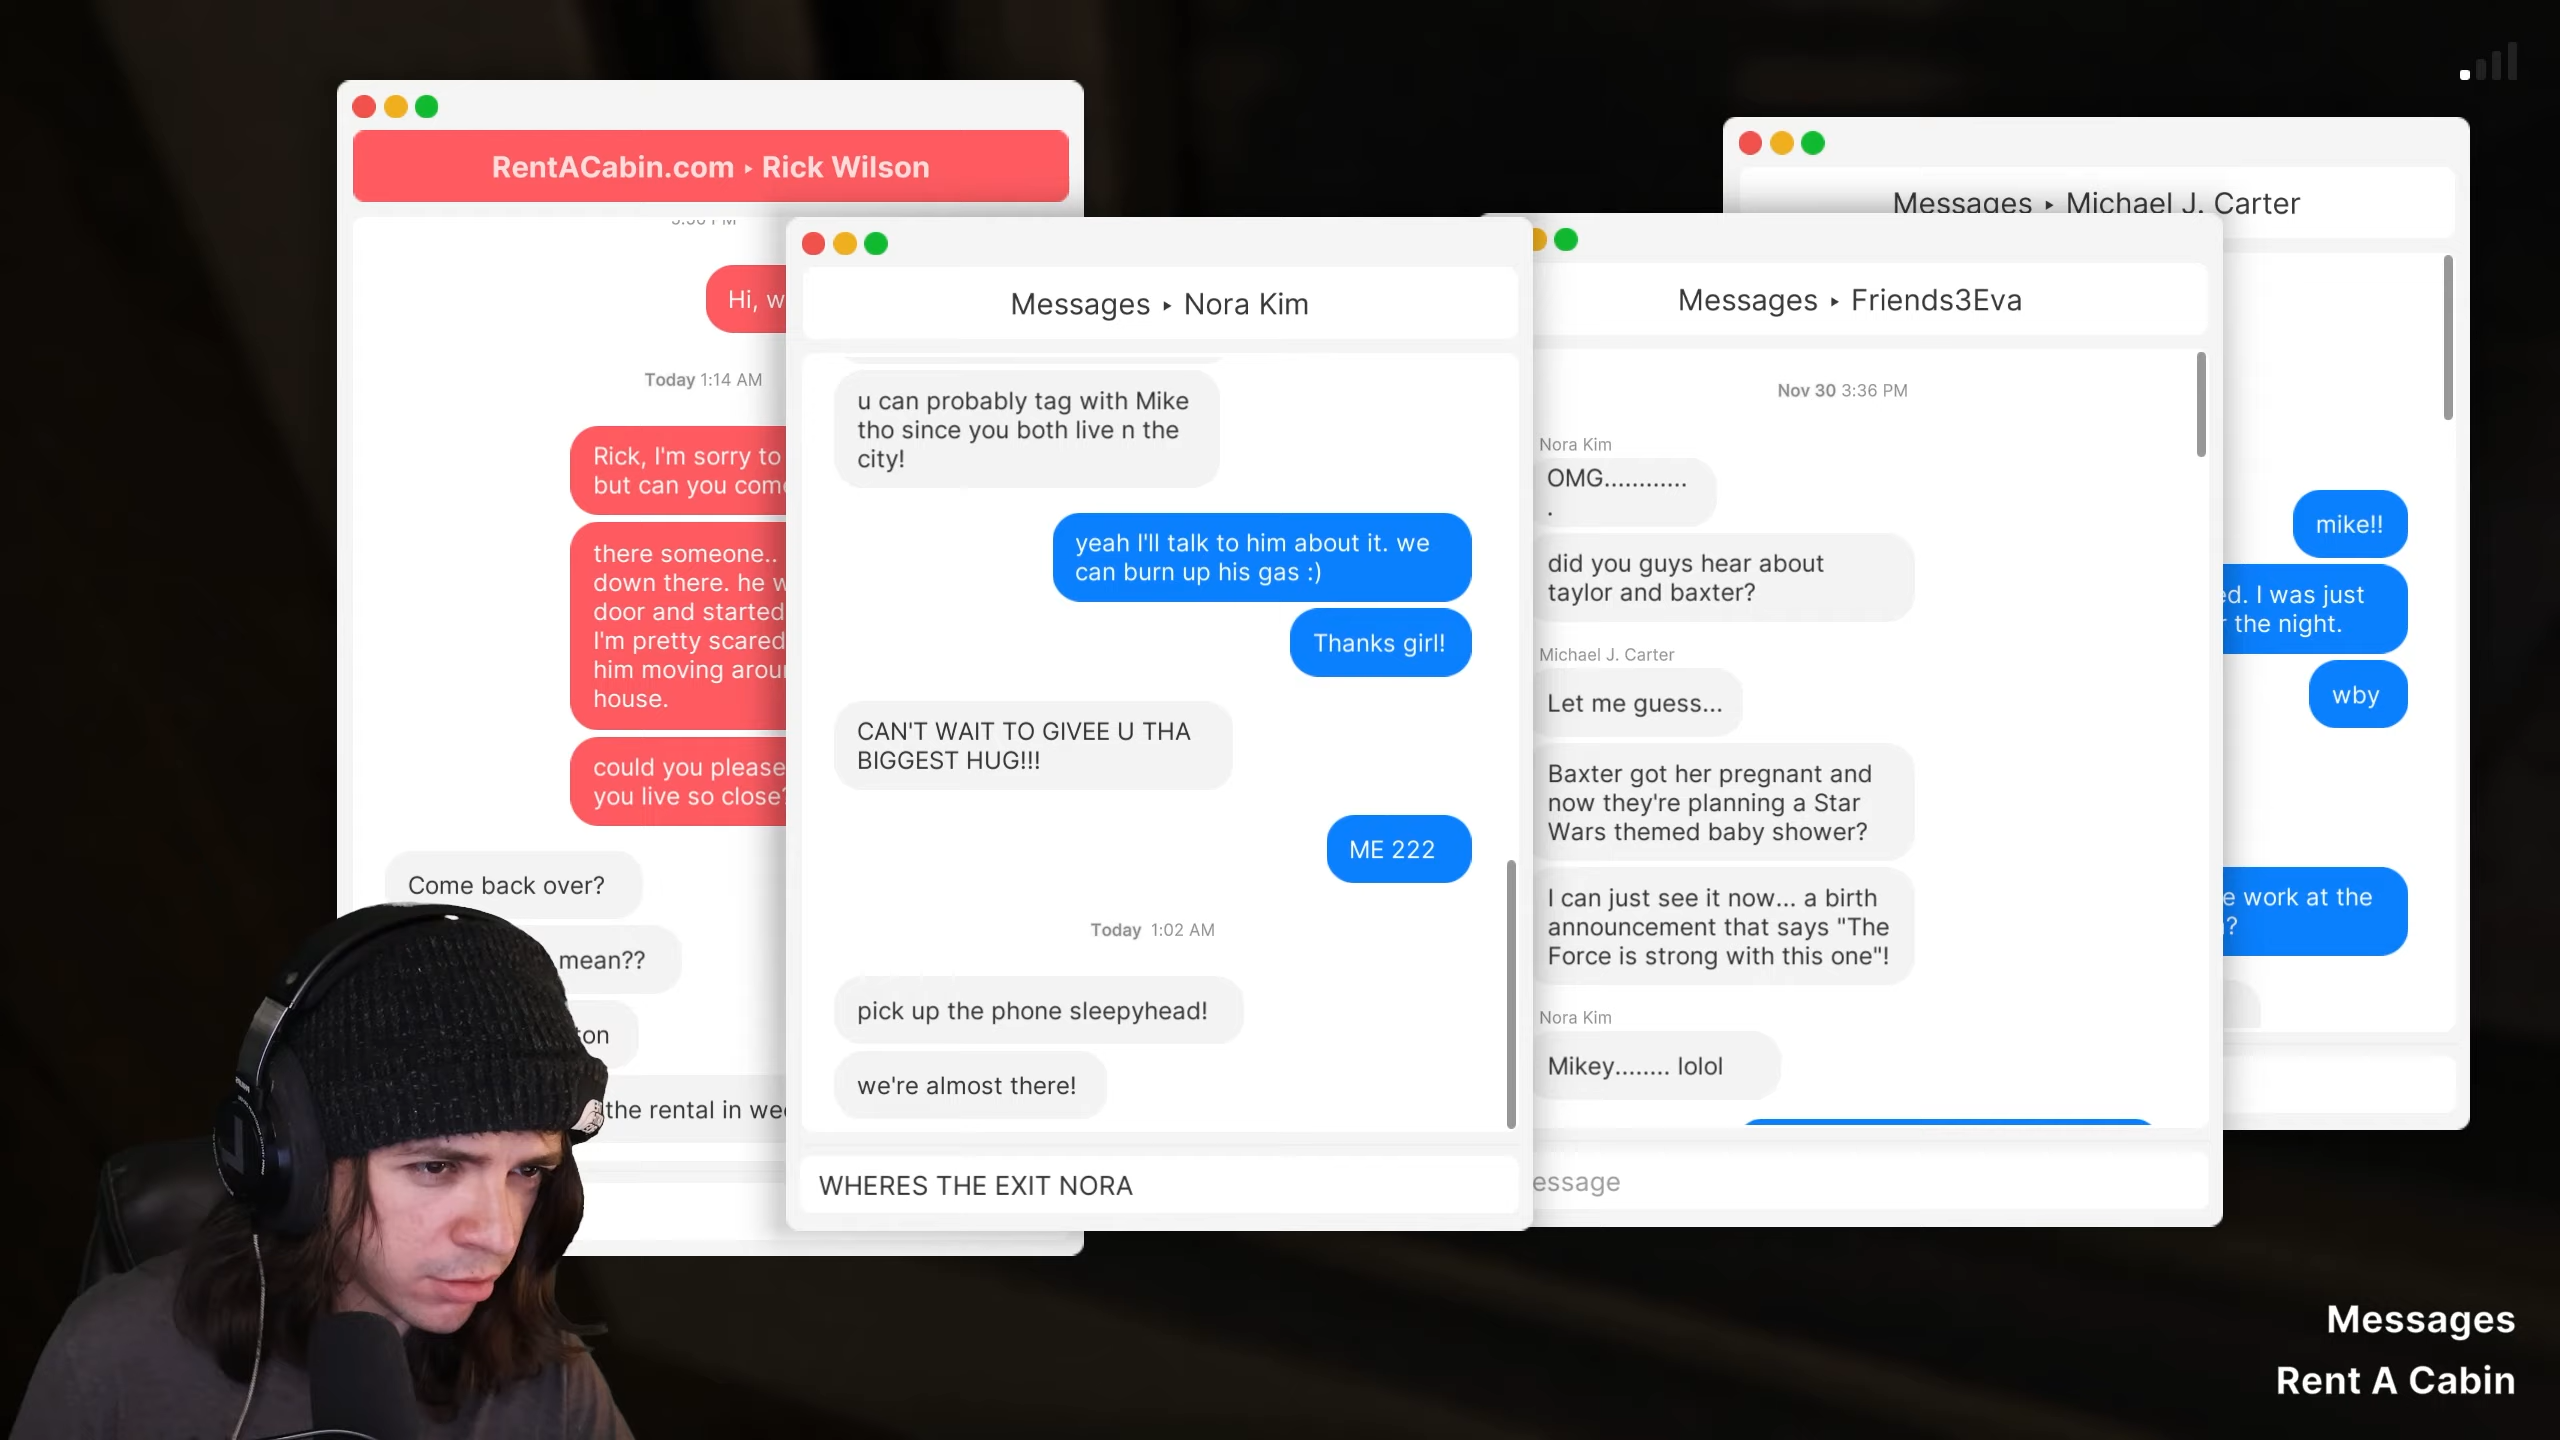 RentACabin.com ▸ Rick Wilson
Hi,
Today 1:14 AM
Rick, I'm sorry to
but can you
there someone..
down there. he
door and started
I'm pretty scared
him moving
house.
could you please
you live so close?
Come back over?
mean??
the rental in
Messages ▸ Nora Kim
u can probably tag with Mike
tho since you both live n the
city!
yeah I'll talk to him about it. we
can burn up his gas :)
Thanks girl!
CAN'T WAIT TO GIVEE U THA
BIGGEST HUG!!!
ME 222
Today 1:02 AM
pick up the phone sleepyhead!
we're almost there!
WHERES THE EXIT NORA
Messages ▸ Friends3Eva
Nov 30 3:36 PM
Nora Kim
OMG............
.
did you guys hear about
taylor and baxter?
Michael J. Carter
Let me guess...
Baxter got her pregnant and
now they're planning a Star
Wars themed baby shower?
I can just see it now... a birth
announcement that says "The
Force is strong with this one"!
Nora Kim
Mikey........ lolol
Messages ▸ Michael J. Carter
mike!!
I was just
the night.
wby
work at the
Messages
Rent A Cabin